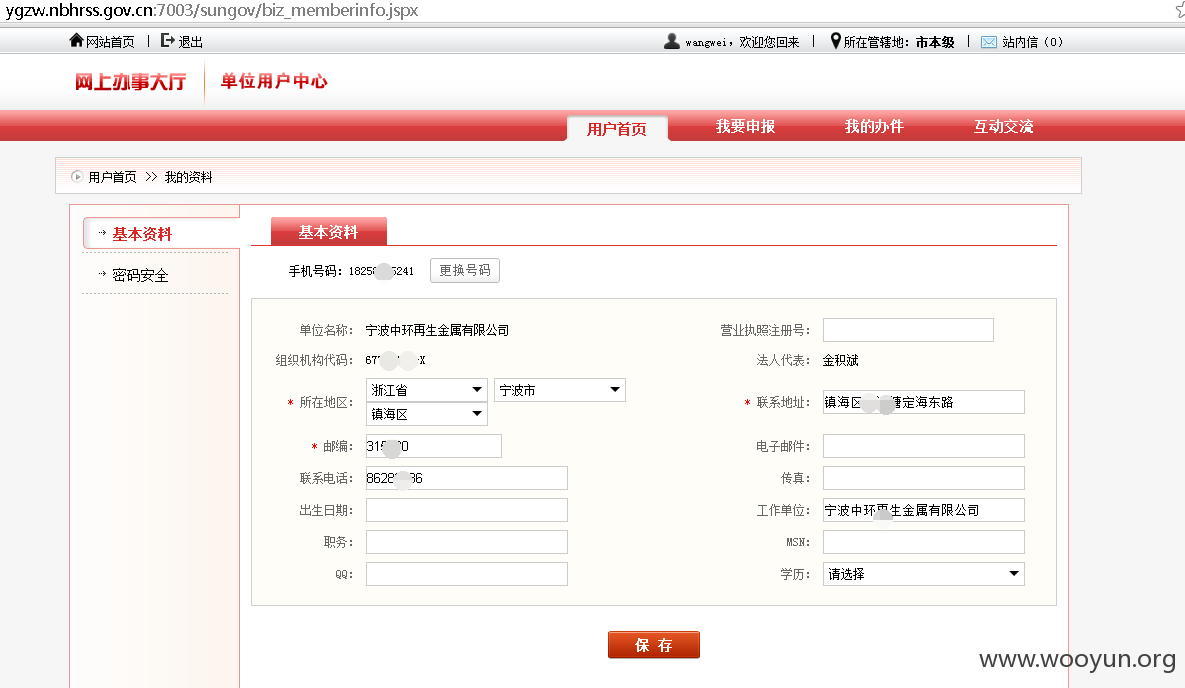 ygzw.nbhrss.gov.cn:7003/sungov/biz_memberinfo.jspx
网站首页 | 退出 wangwei，欢迎您回来 | 所在管辖地：市本级 | 站内信（0）
网上办事大厅 单位用户中心
用户首页 我要申报 我的办件 互动交流
用户首页 >> 我的资料
基本资料
密码安全
基本资料
手机号码：1825 5241 更换号码
单位名称： 宁波中环再生金属有限公司 营业执照注册号：
组织机构代码： 67 X 法人代表： 金积斌
* 所在地区： 浙江省 宁波市 镇海区 * 联系地址： 镇海区 塘定海东路
* 邮编： 315 0 电子邮件：
联系电话： 8628 86 传真：
出生日期： 工作单位： 宁波中环再生金属有限公司
职务： MSN：
QQ： 学历： 请选择
保 存
www.wooyun.org